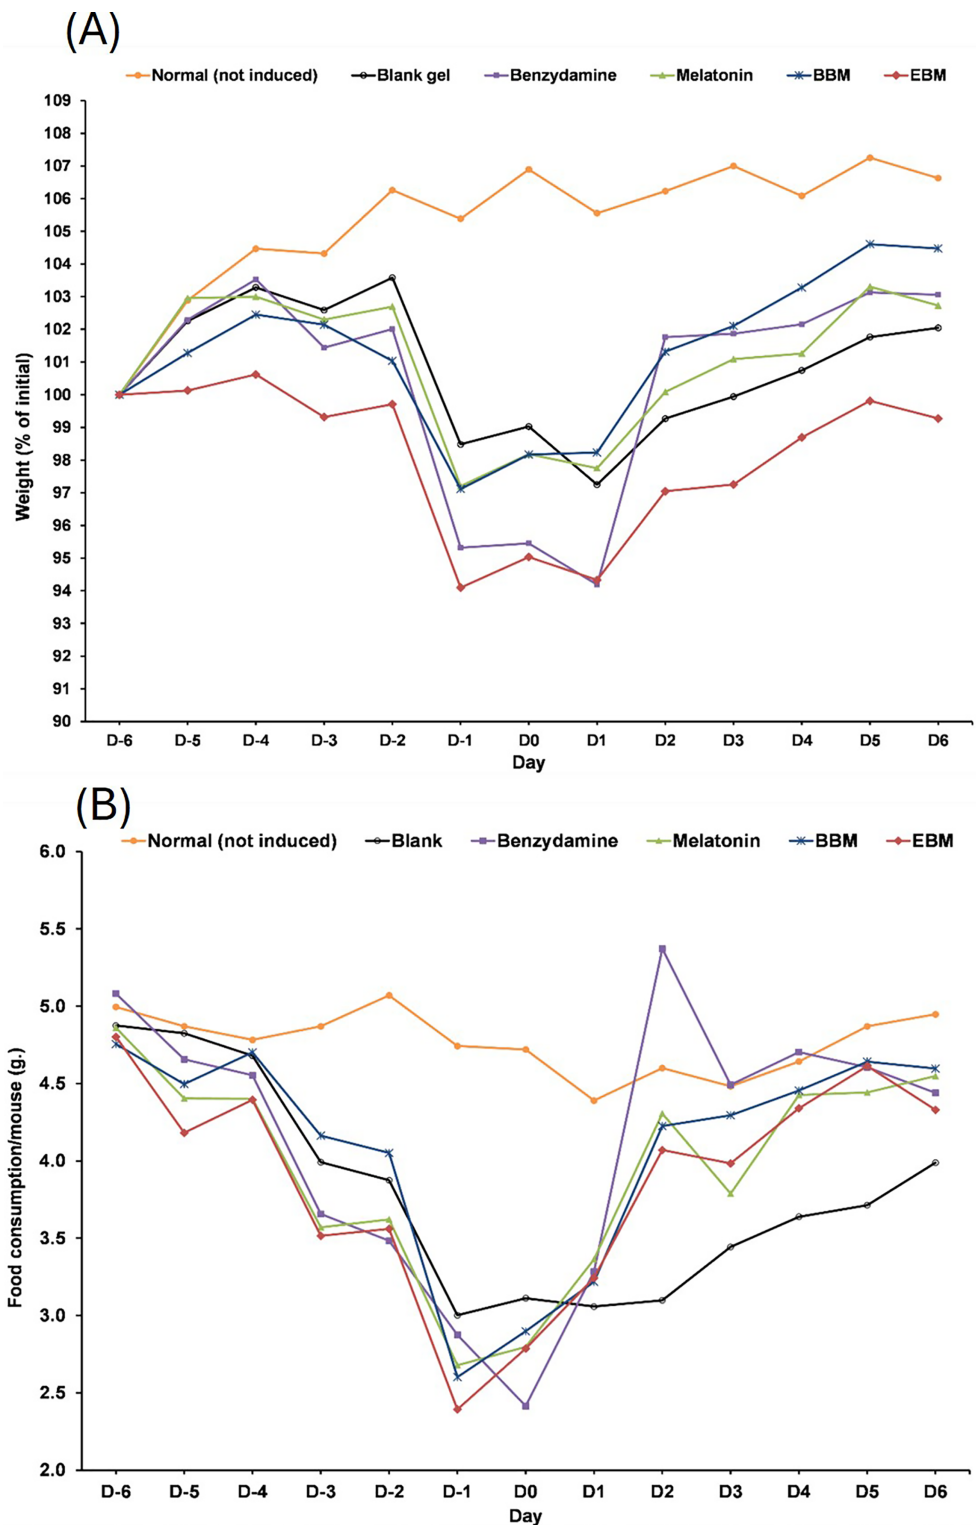 (A)
Normal (not induced) Blank gel Benzydamine Melatonin BBM EBM
109
108
107
106
105
104
103
102
101
100
99
98
97
96
95
94
93
92
91
90
Weight (% of initial)
D-6 D-5 D-4 D-3 D-2 D-1 D0 D1 D2 D3 D4 D5 D6
Day
(B)
Normal (not induced) Blank Benzydamine Melatonin BBM EBM
6.0
5.5
5.0
4.5
4.0
3.5
3.0
2.5
2.0
Food consumption/mouse (g.)
D-6 D-5 D-4 D-3 D-2 D-1 D0 D1 D2 D3 D4 D5 D6
Day